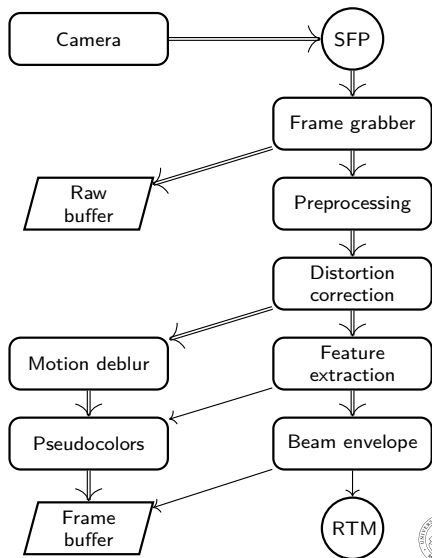 Camera
SFP
Frame grabber
Raw
buffer
Preprocessing
Distortion
correction
Motion deblur
Feature
extraction
Pseudocolors
Beam envelope
Frame
buffer
RTM